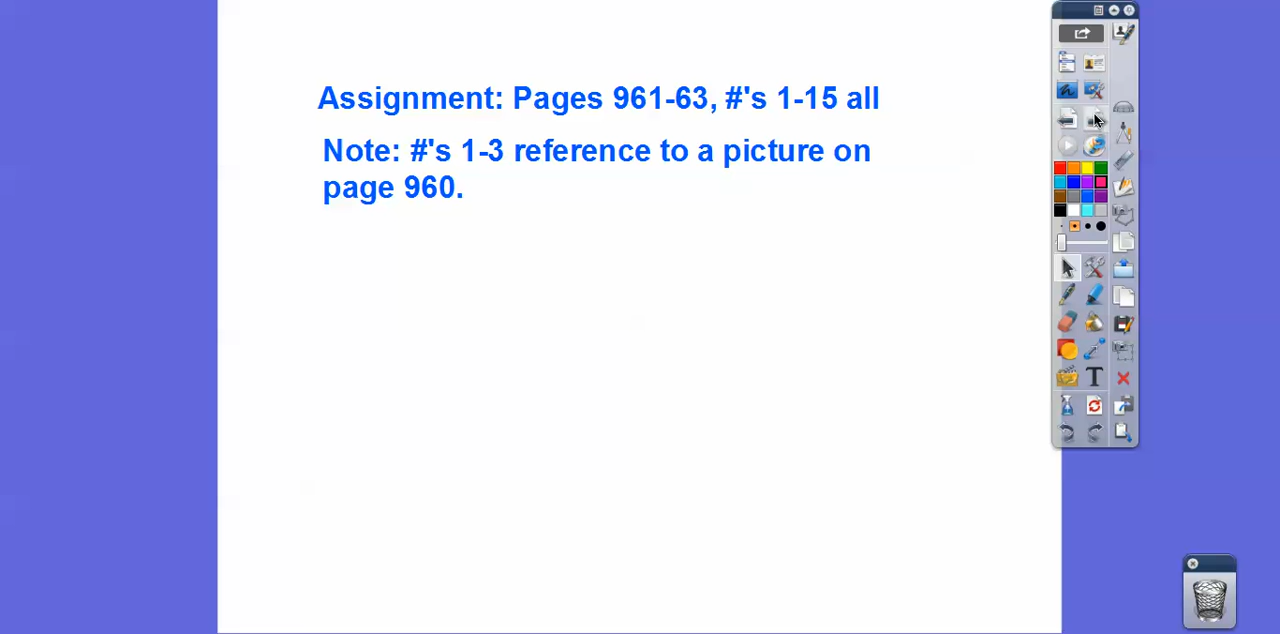 Assignment: Pages 961-63, #'s 1-15 all
Note: #'s 1-3 reference to a picture on
page 960.